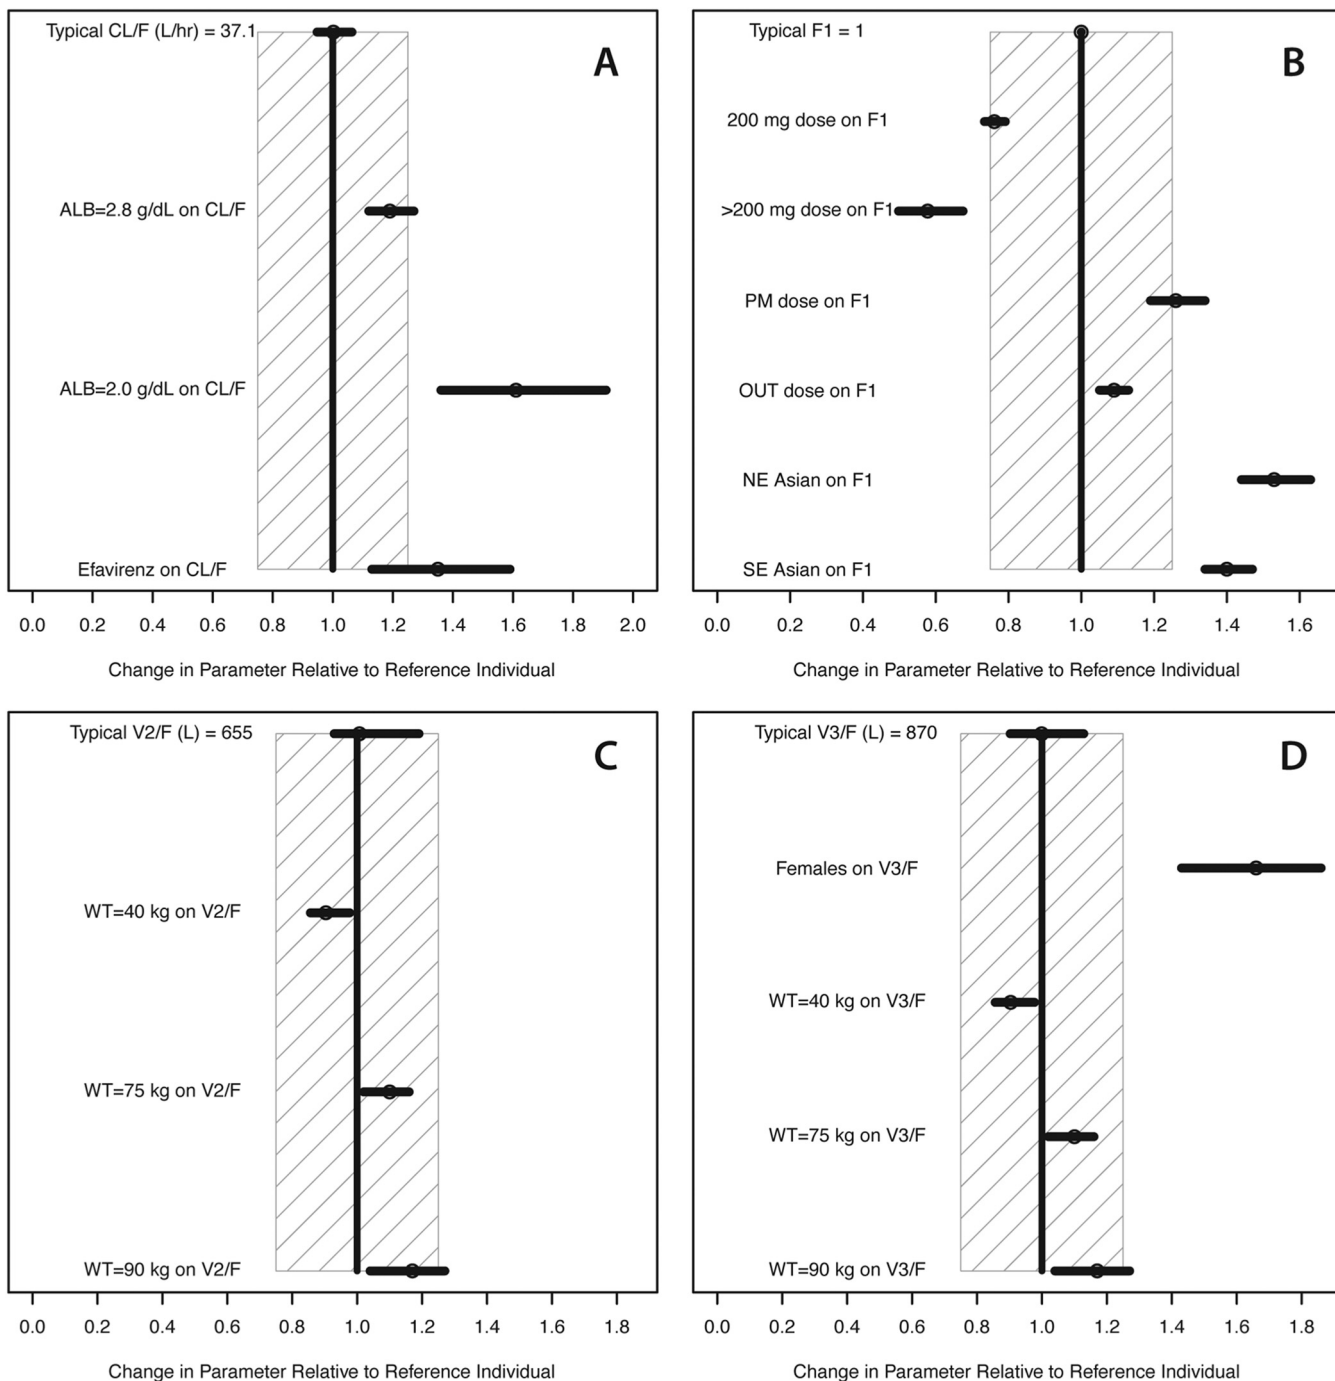 Typical CL/F (L/hr) = 37.1
A
ALB=2.8 g/dL on CL/F
ALB=2.0 g/dL on CL/F
Efavirenz on CL/F
0.0 0.2 0.4 0.6 0.8 1.0 1.2 1.4 1.6 1.8 2.0
Change in Parameter Relative to Reference Individual
Typical F1 = 1
B
200 mg dose on F1
>200 mg dose on F1
PM dose on F1
OUT dose on F1
NE Asian on F1
SE Asian on F1
0.0 0.2 0.4 0.6 0.8 1.0 1.2 1.4 1.6
Change in Parameter Relative to Reference Individual
Typical V2/F (L) = 655
C
WT=40 kg on V2/F
WT=75 kg on V2/F
WT=90 kg on V2/F
0.0 0.2 0.4 0.6 0.8 1.0 1.2 1.4 1.6 1.8
Change in Parameter Relative to Reference Individual
Typical V3/F (L) = 870
D
Females on V3/F
WT=40 kg on V3/F
WT=75 kg on V3/F
WT=90 kg on V3/F
0.0 0.2 0.4 0.6 0.8 1.0 1.2 1.4 1.6 1.8
Change in Parameter Relative to Reference Individual